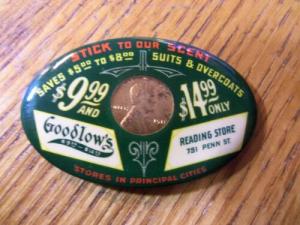 STICK TO OUR SCENT
SAVES $5.00 TO $8.00
SUITS & OVERCOATS
$9.99
AND
$14.99
ONLY
Goodlow's
READING STORE
751 PENN ST.
STORES IN PRINCIPAL CITIES